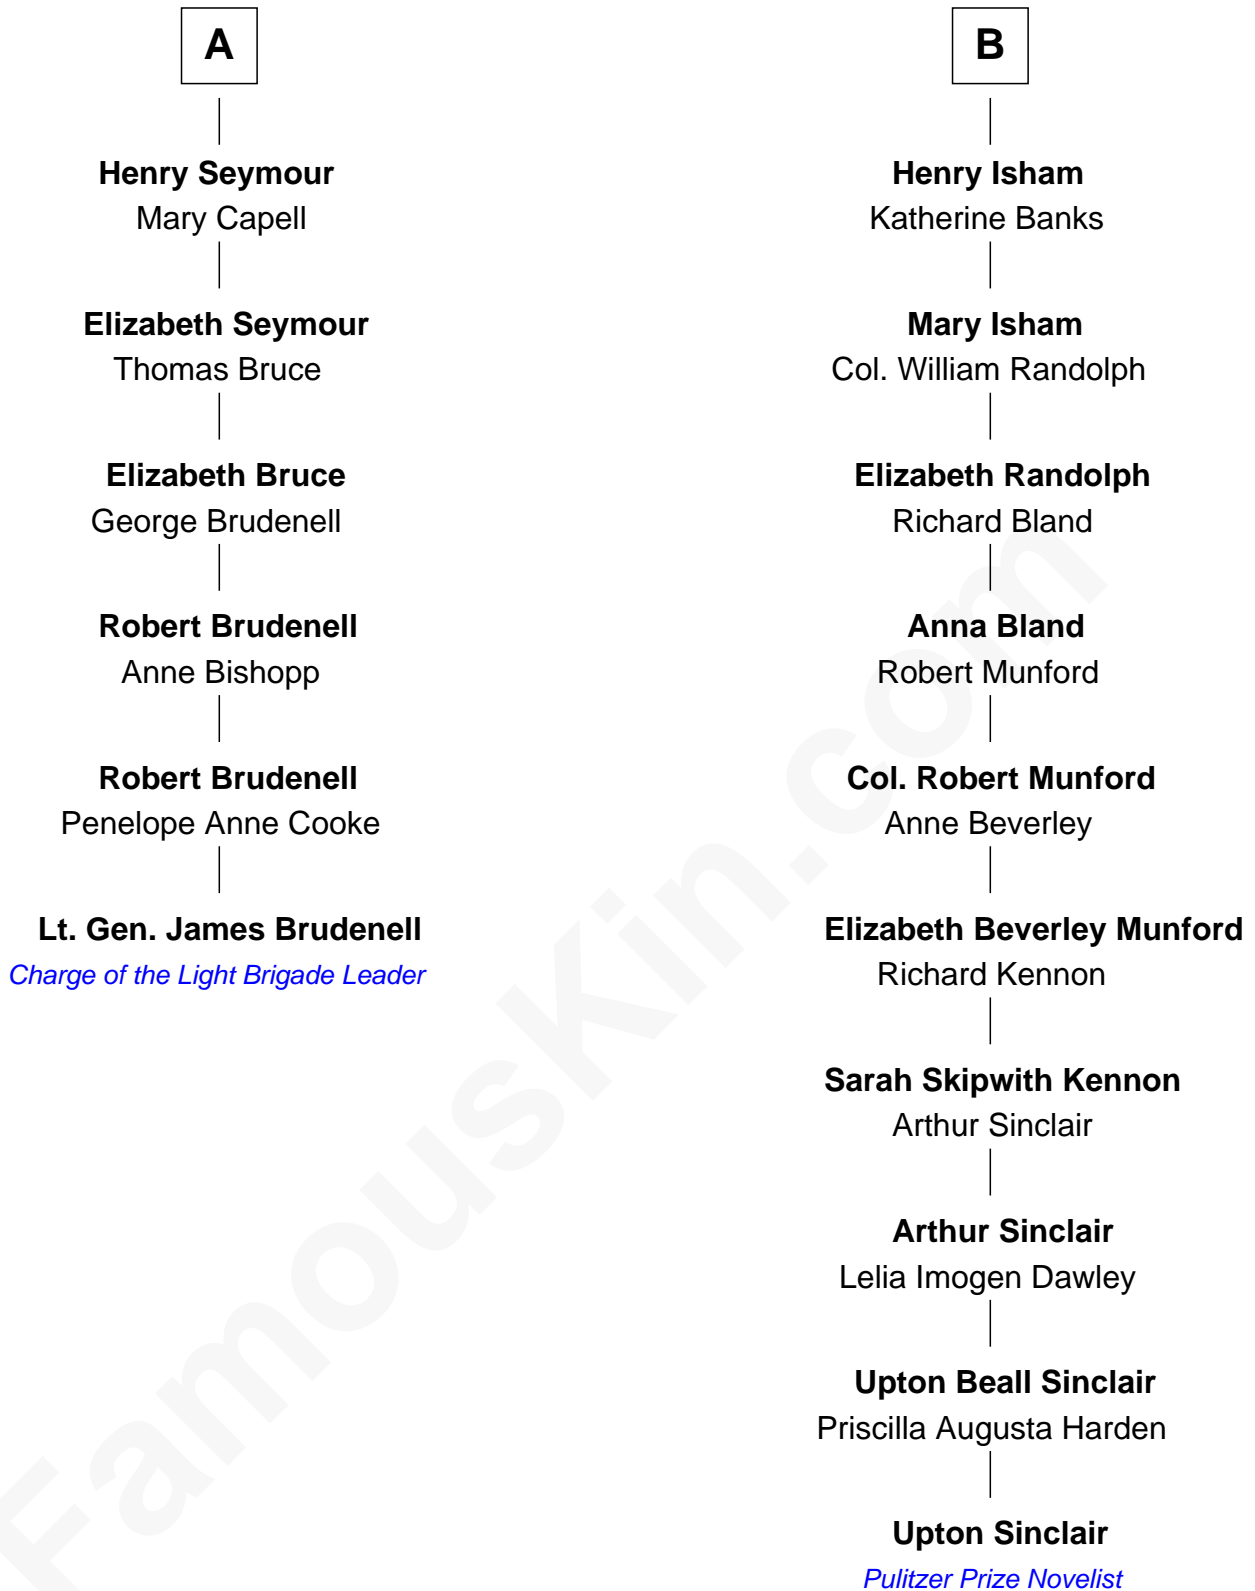 A
Henry Seymour
Mary Capell
Elizabeth Seymour
Thomas Bruce
Elizabeth Bruce
George Brudenell
Robert Brudenell
Anne Bishopp
Robert Brudenell
Penelope Anne Cooke
Lt. Gen. James Brudenell
Charge of the Light Brigade Leader
B
Henry Isham
Katherine Banks
Mary Isham
Col. William Randolph
Elizabeth Randolph
Richard Bland
Anna Bland
Robert Munford
Col. Robert Munford
Anne Beverley
Elizabeth Beverley Munford
Richard Kennon
Sarah Skipwith Kennon
Arthur Sinclair
Arthur Sinclair
Lelia Imogen Dawley
Upton Beall Sinclair
Priscilla Augusta Harden
Upton Sinclair
Pulitzer Prize Novelist
FamousKin.com